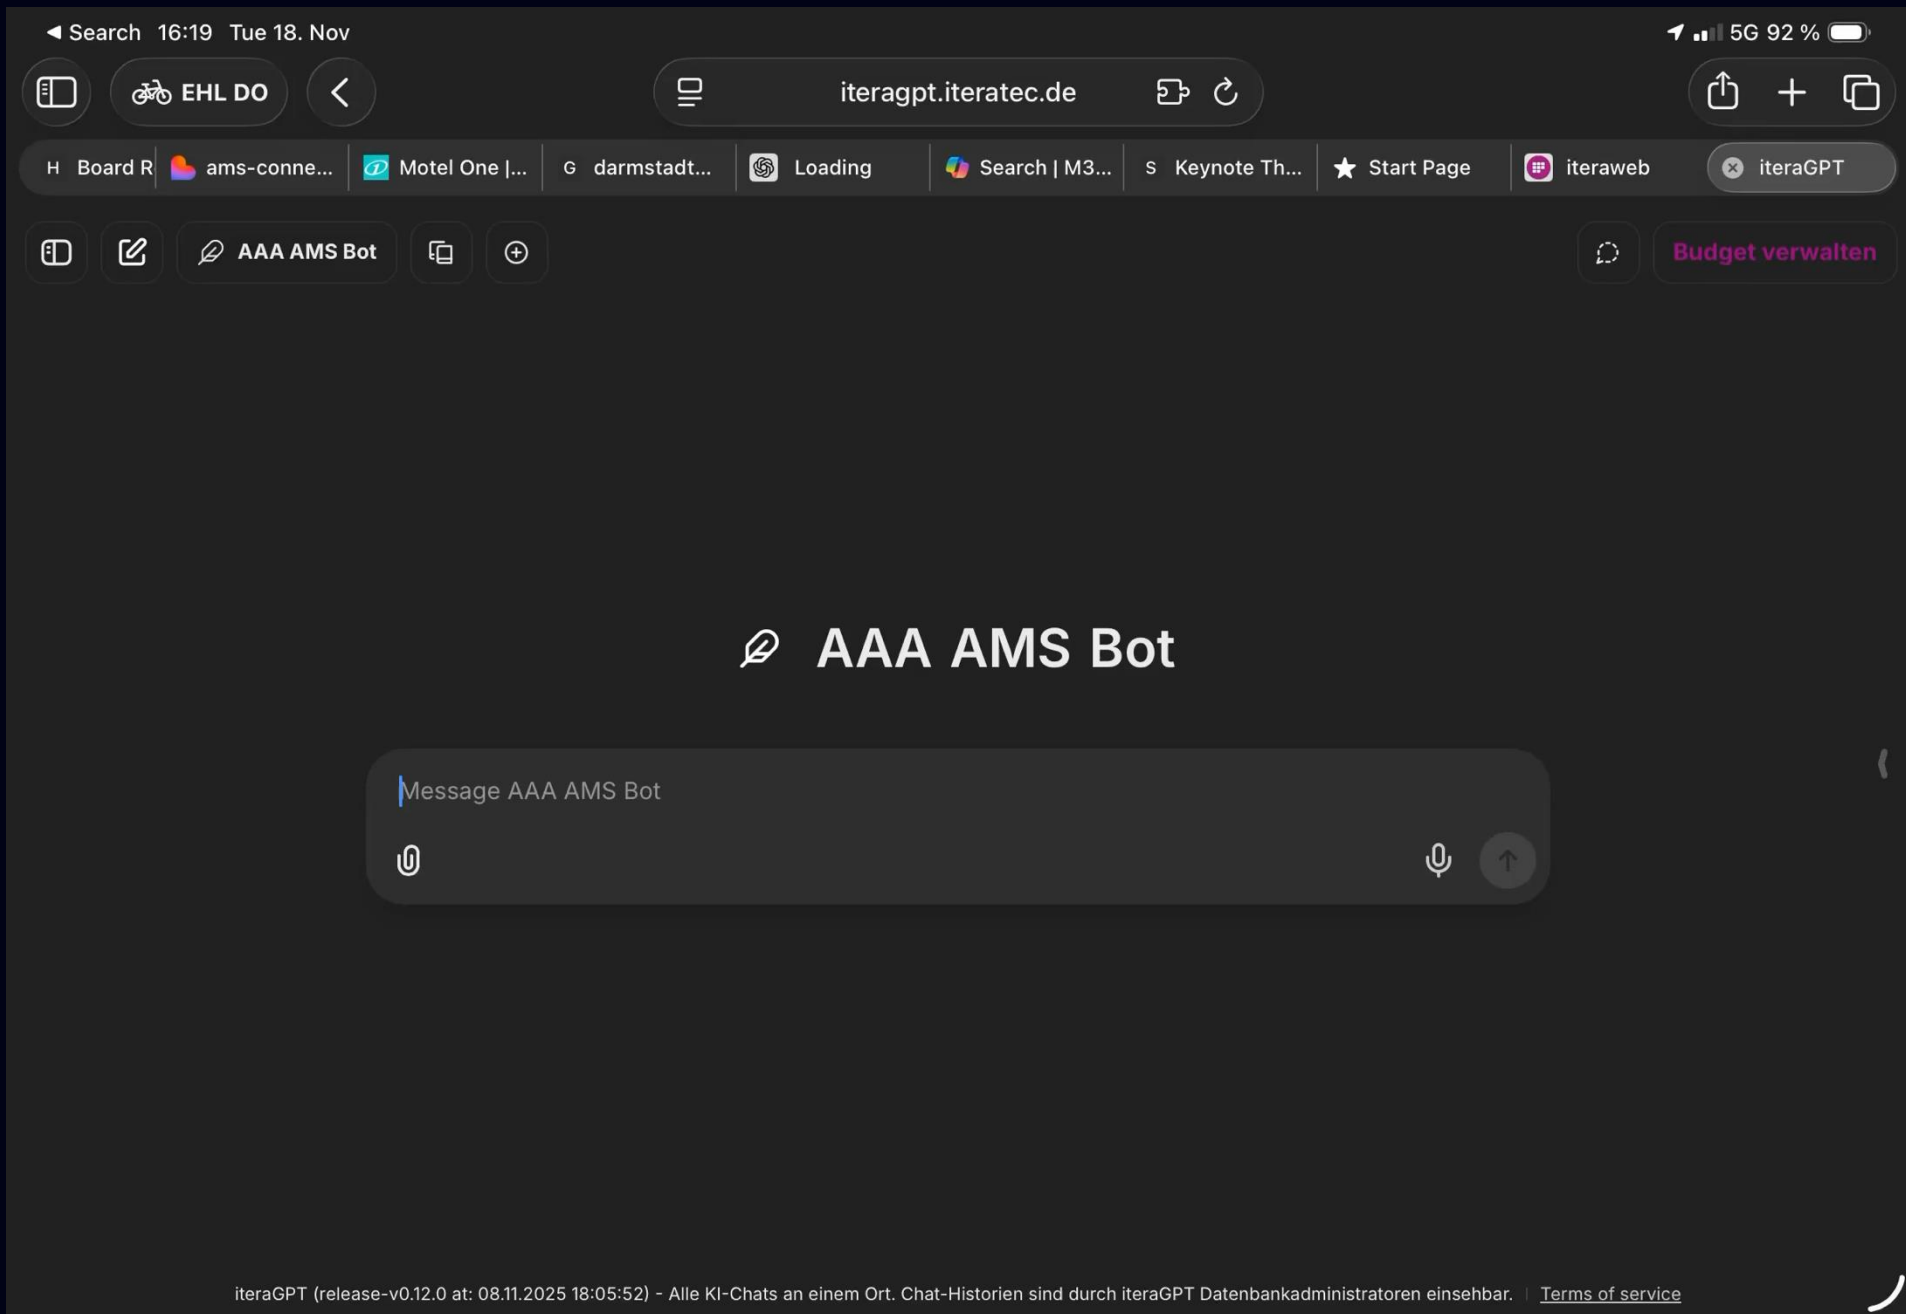 Search 16:19 Tue 18. Nov 5G 92 %
EHL DO
iteragpt.iteratec.de
H Board R ams-conne... Motel One |... G darmstadt... Loading Search | M3... S Keynote Th... Start Page iteraweb iteraGPT
AAA AMS Bot Budget verwalten
AAA AMS Bot
Message AAA AMS Bot
iteraGPT (release-v0.12.0 at: 08.11.2025 18:05:52) - Alle KI-Chats an einem Ort. Chat-Historien sind durch iteraGPT Datenbankadministratoren einsehbar. Terms of service